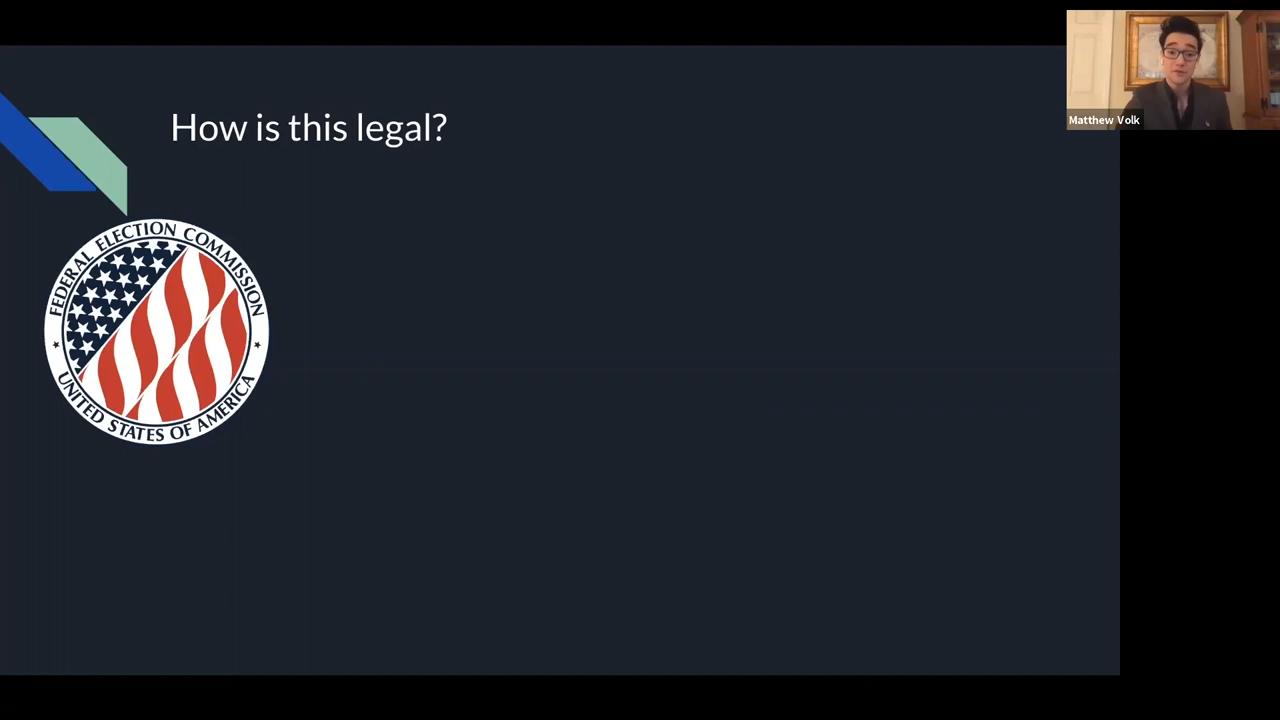 How is this legal?
Matthew Volk
FEDERAL ELECTION COMMISSION
UNITED STATES OF AMERICA